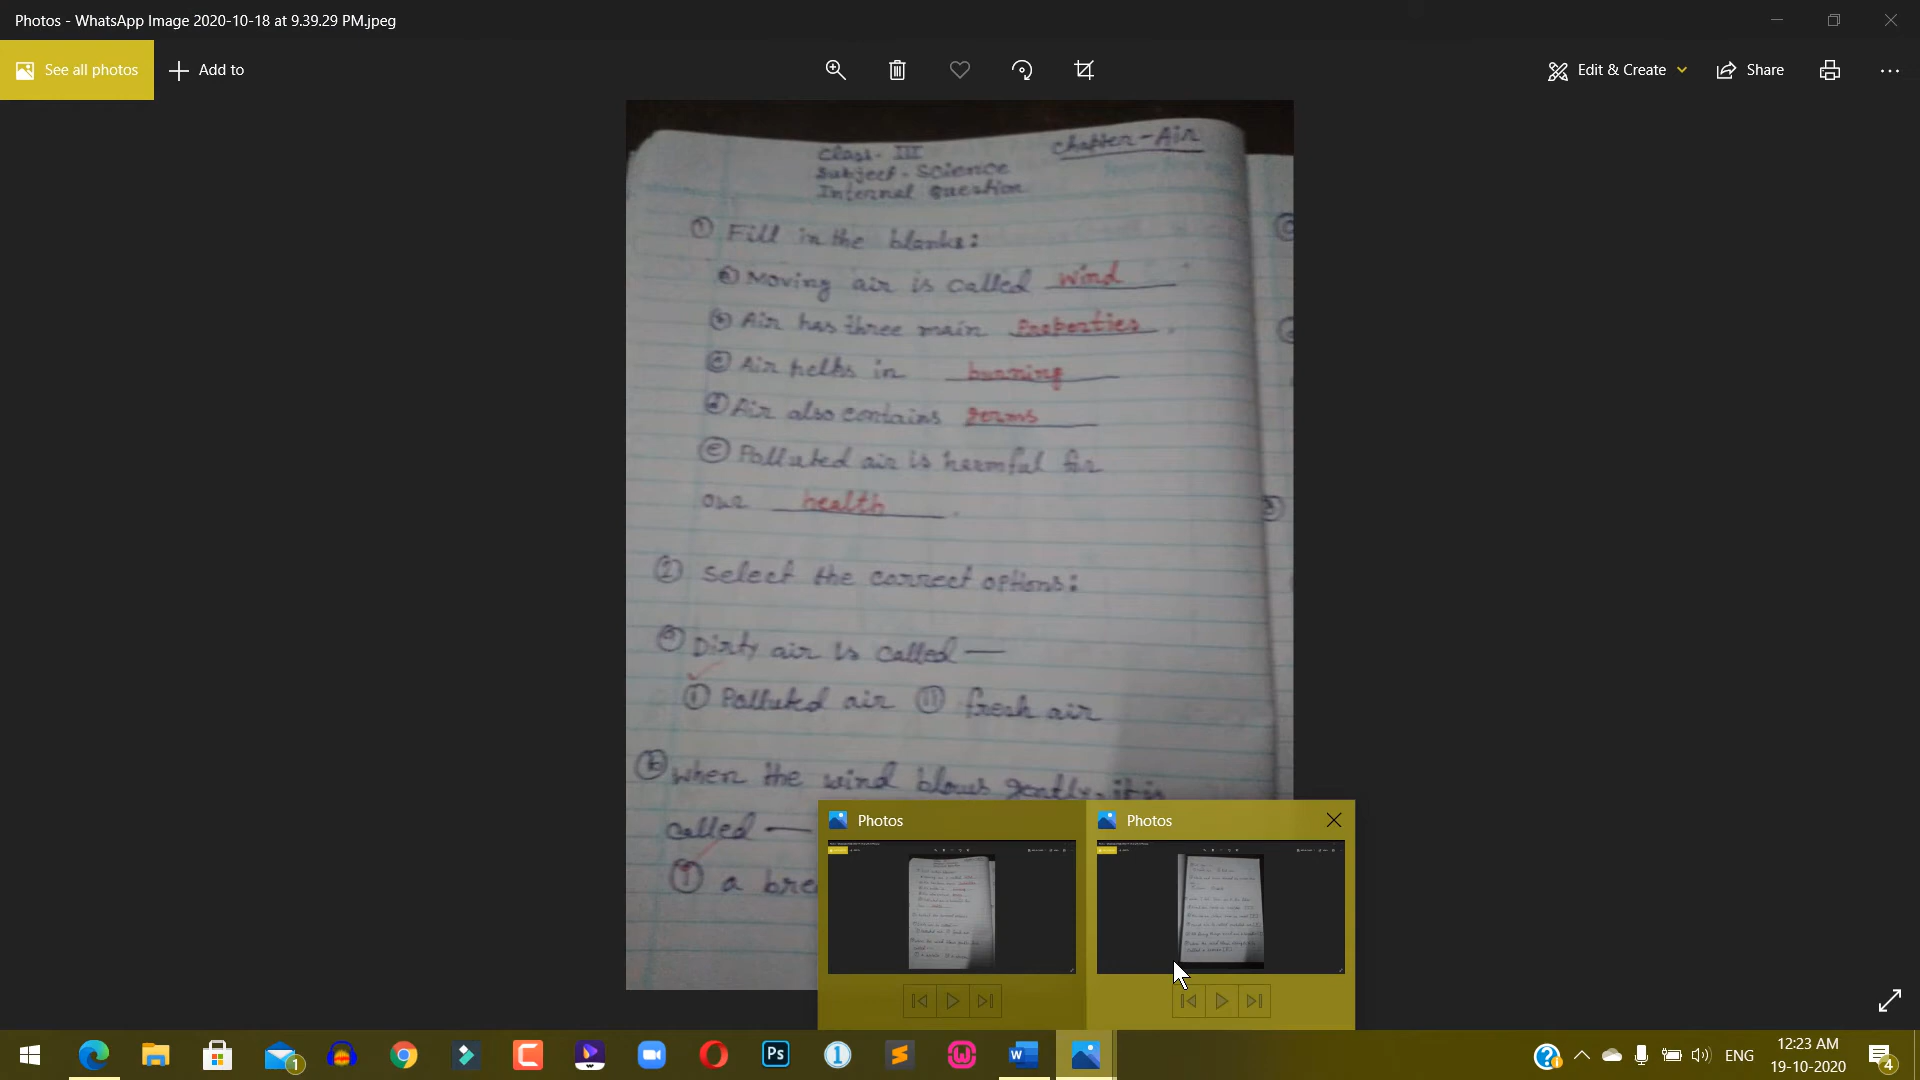 Photos - WhatsApp Image 2020-10-18 at 9.39.29 PM.jpeg
See all photos
Add to
Edit & Create
Share
Chapter - Air
Class - III
Subject - Science
Internal Question
① Fill in the blanks:
ⓐ Moving air is called wind
ⓑ Air has three main Properties.
ⓒ Air helps in burning
ⓓ Air also contains germs
ⓔ Polluted air is harmful for
our health.
② Select the correct options:
ⓐ Dirty air is called —
ⓘ Polluted air ⓘⓘ fresh air
ⓑ When the wind blows gently, it is
called —
ⓘ a bre
Photos
Photos
1
Ps
1
W
ENG
12:23 AM
19-10-2020
4